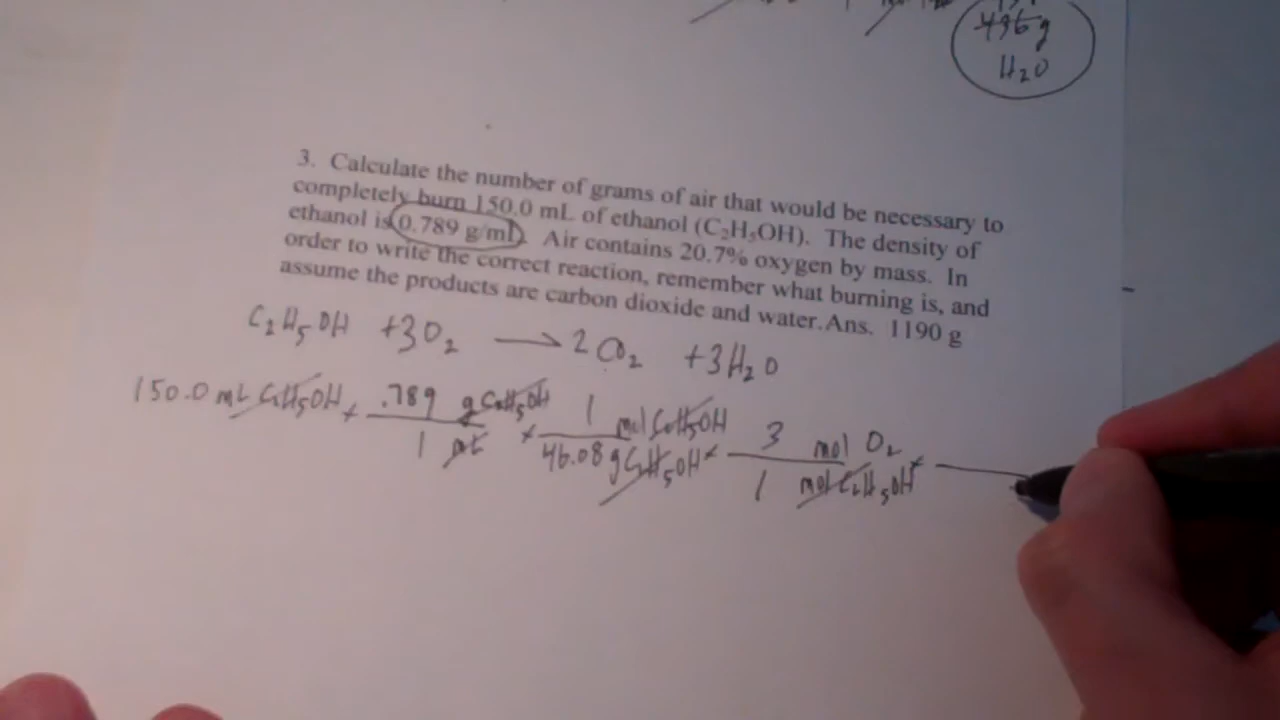 496 g
H₂O
3. Calculate the number of grams of air that would be necessary to
completely burn 150.0 mL of ethanol (C₂H₅OH). The density of
ethanol is 0.789 g/ml. Air contains 20.7% oxygen by mass. In
order to write the correct reaction, remember what burning is, and
assume the products are carbon dioxide and water. Ans. 1190 g
C₂H₅OH + 3O₂ → 2CO₂ + 3H₂O
150.0 mL C₂H₅OH × .789 g C₂H₅OH × 1 mol C₂H₅OH × 3 mol O₂ ×
1 mL 46.08 g C₂H₅OH 1 mol C₂H₅OH